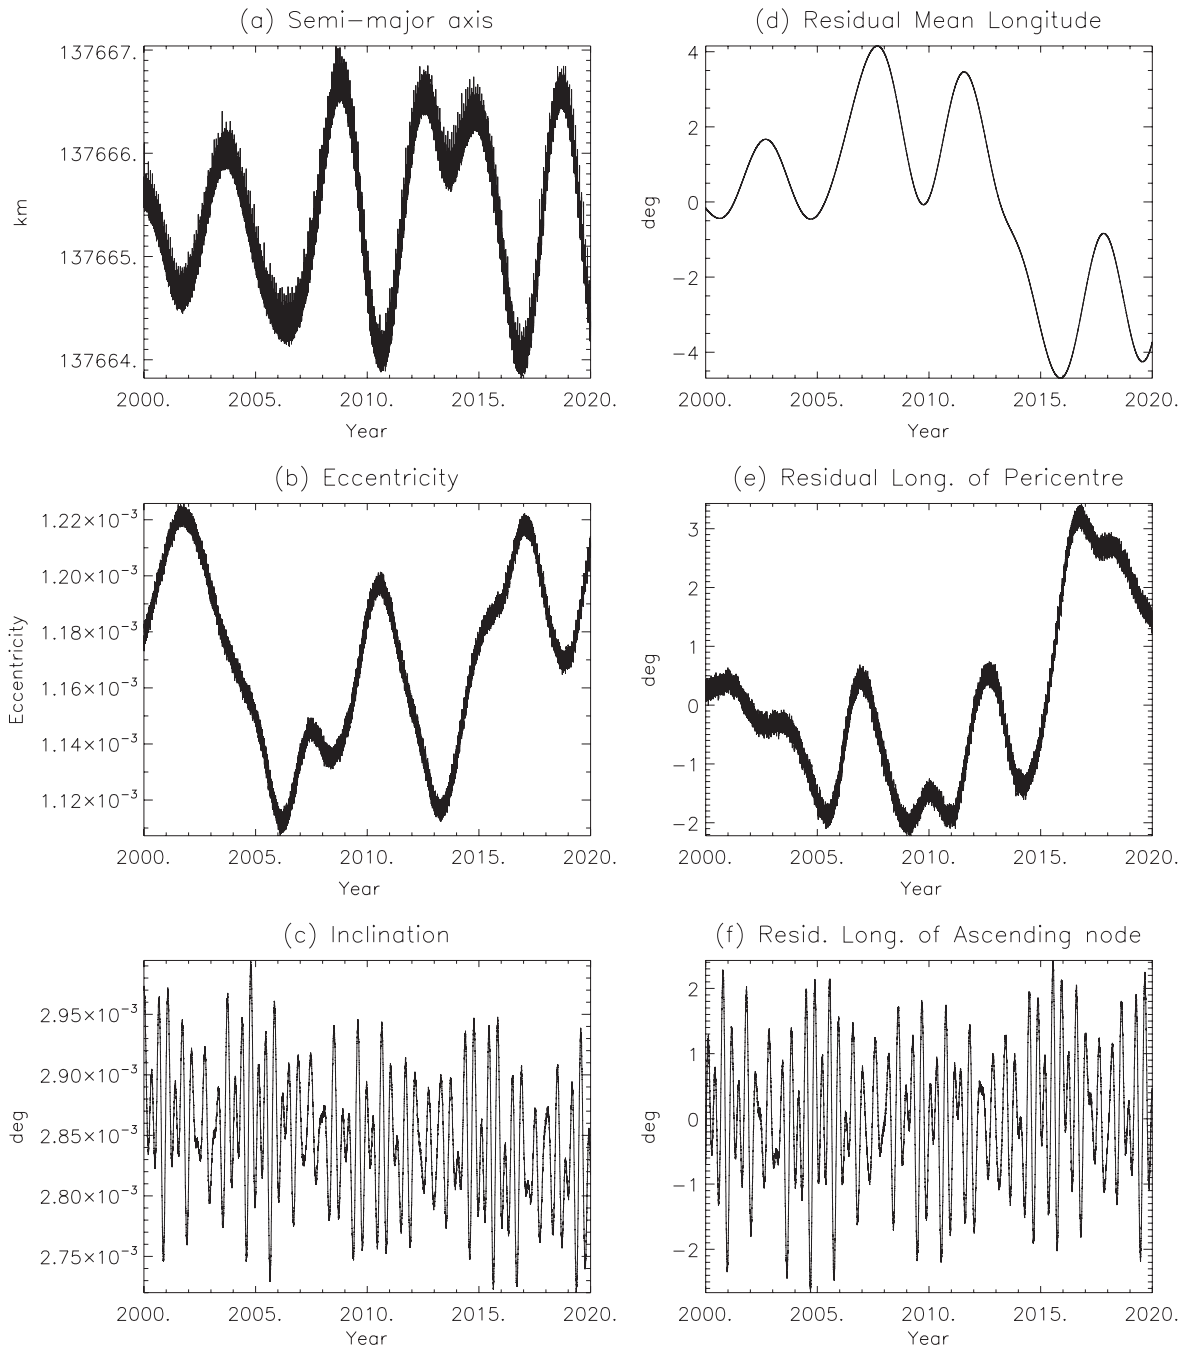 (a) Semi-major axis
137667.
137666.
137665.
137664.
km
2000. 2005. 2010. 2015. 2020.
Year
(d) Residual Mean Longitude
4
2
0
-2
-4
deg
2000. 2005. 2010. 2015. 2020.
Year
(b) Eccentricity
1.22×10⁻³
1.20×10⁻³
1.18×10⁻³
1.16×10⁻³
1.14×10⁻³
1.12×10⁻³
Eccentricity
2000. 2005. 2010. 2015. 2020.
Year
(e) Residual Long. of Pericentre
3
2
1
0
-1
-2
deg
2000. 2005. 2010. 2015. 2020.
Year
(c) Inclination
2.95×10⁻³
2.90×10⁻³
2.85×10⁻³
2.80×10⁻³
2.75×10⁻³
deg
2000. 2005. 2010. 2015. 2020.
Year
(f) Resid. Long. of Ascending node
2
1
0
-1
-2
deg
2000. 2005. 2010. 2015. 2020.
Year